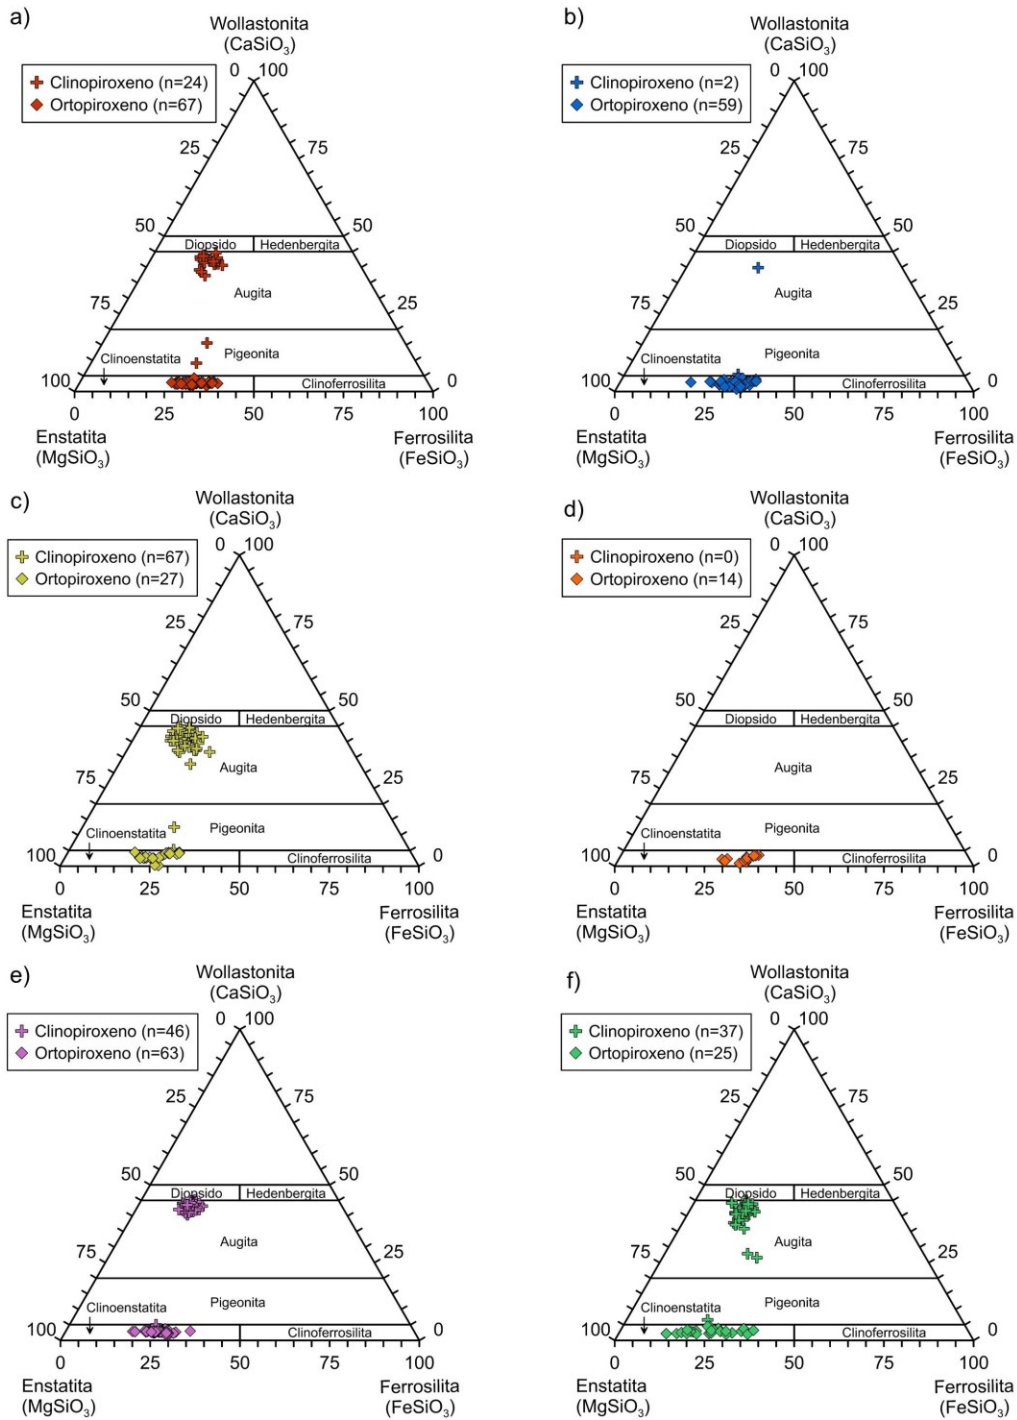 a)
Wollastonita
(CaSiO₃)
0 100
Clinopiroxeno (n=24)
Ortopiroxeno (n=67)
25 75
50 50
Diopsido Hedenbergita
Augita
75 25
Pigeonita
Clinoenstatita
100 0
Clinoferrosilita
0 25 50 75 100
Enstatita Ferrosilita
(MgSiO₃) (FeSiO₃)
b)
Wollastonita
(CaSiO₃)
0 100
Clinopiroxeno (n=2)
Ortopiroxeno (n=59)
25 75
50 50
Diopsido Hedenbergita
Augita
75 25
Pigeonita
Clinoenstatita
100 0
Clinoferrosilita
0 25 50 75 100
Enstatita Ferrosilita
(MgSiO₃) (FeSiO₃)
c)
Wollastonita
(CaSiO₃)
0 100
Clinopiroxeno (n=67)
Ortopiroxeno (n=27)
25 75
50 50
Diopsido Hedenbergita
Augita
75 25
Pigeonita
Clinoenstatita
100 0
Clinoferrosilita
0 25 50 75 100
Enstatita Ferrosilita
(MgSiO₃) (FeSiO₃)
d)
Wollastonita
(CaSiO₃)
0 100
Clinopiroxeno (n=0)
Ortopiroxeno (n=14)
25 75
50 50
Diopsido Hedenbergita
Augita
75 25
Pigeonita
Clinoenstatita
100 0
Clinoferrosilita
0 25 50 75 100
Enstatita Ferrosilita
(MgSiO₃) (FeSiO₃)
e)
Wollastonita
(CaSiO₃)
0 100
Clinopiroxeno (n=46)
Ortopiroxeno (n=63)
25 75
50 50
Diopsido Hedenbergita
Augita
75 25
Pigeonita
Clinoenstatita
100 0
Clinoferrosilita
0 25 50 75 100
Enstatita Ferrosilita
(MgSiO₃) (FeSiO₃)
f)
Wollastonita
(CaSiO₃)
0 100
Clinopiroxeno (n=37)
Ortopiroxeno (n=25)
25 75
50 50
Diopsido Hedenbergita
Augita
75 25
Pigeonita
Clinoenstatita
100 0
Clinoferrosilita
0 25 50 75 100
Enstatita Ferrosilita
(MgSiO₃) (FeSiO₃)